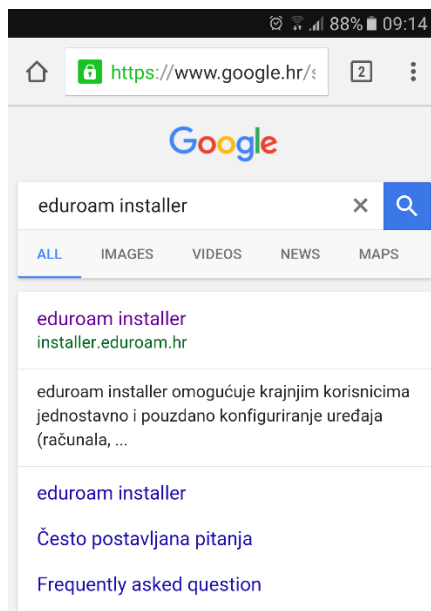 88% 09:14
https://www.google.hr/s
2
Google
eduroam installer
ALL IMAGES VIDEOS NEWS MAPS
eduroam installer
installer.eduroam.hr
eduroam installer omogućuje krajnjim korisnicima
jednostavno i pouzdano konfiguriranje uređaja
(računala, ...
eduroam installer
Često postavljana pitanja
Frequently asked question